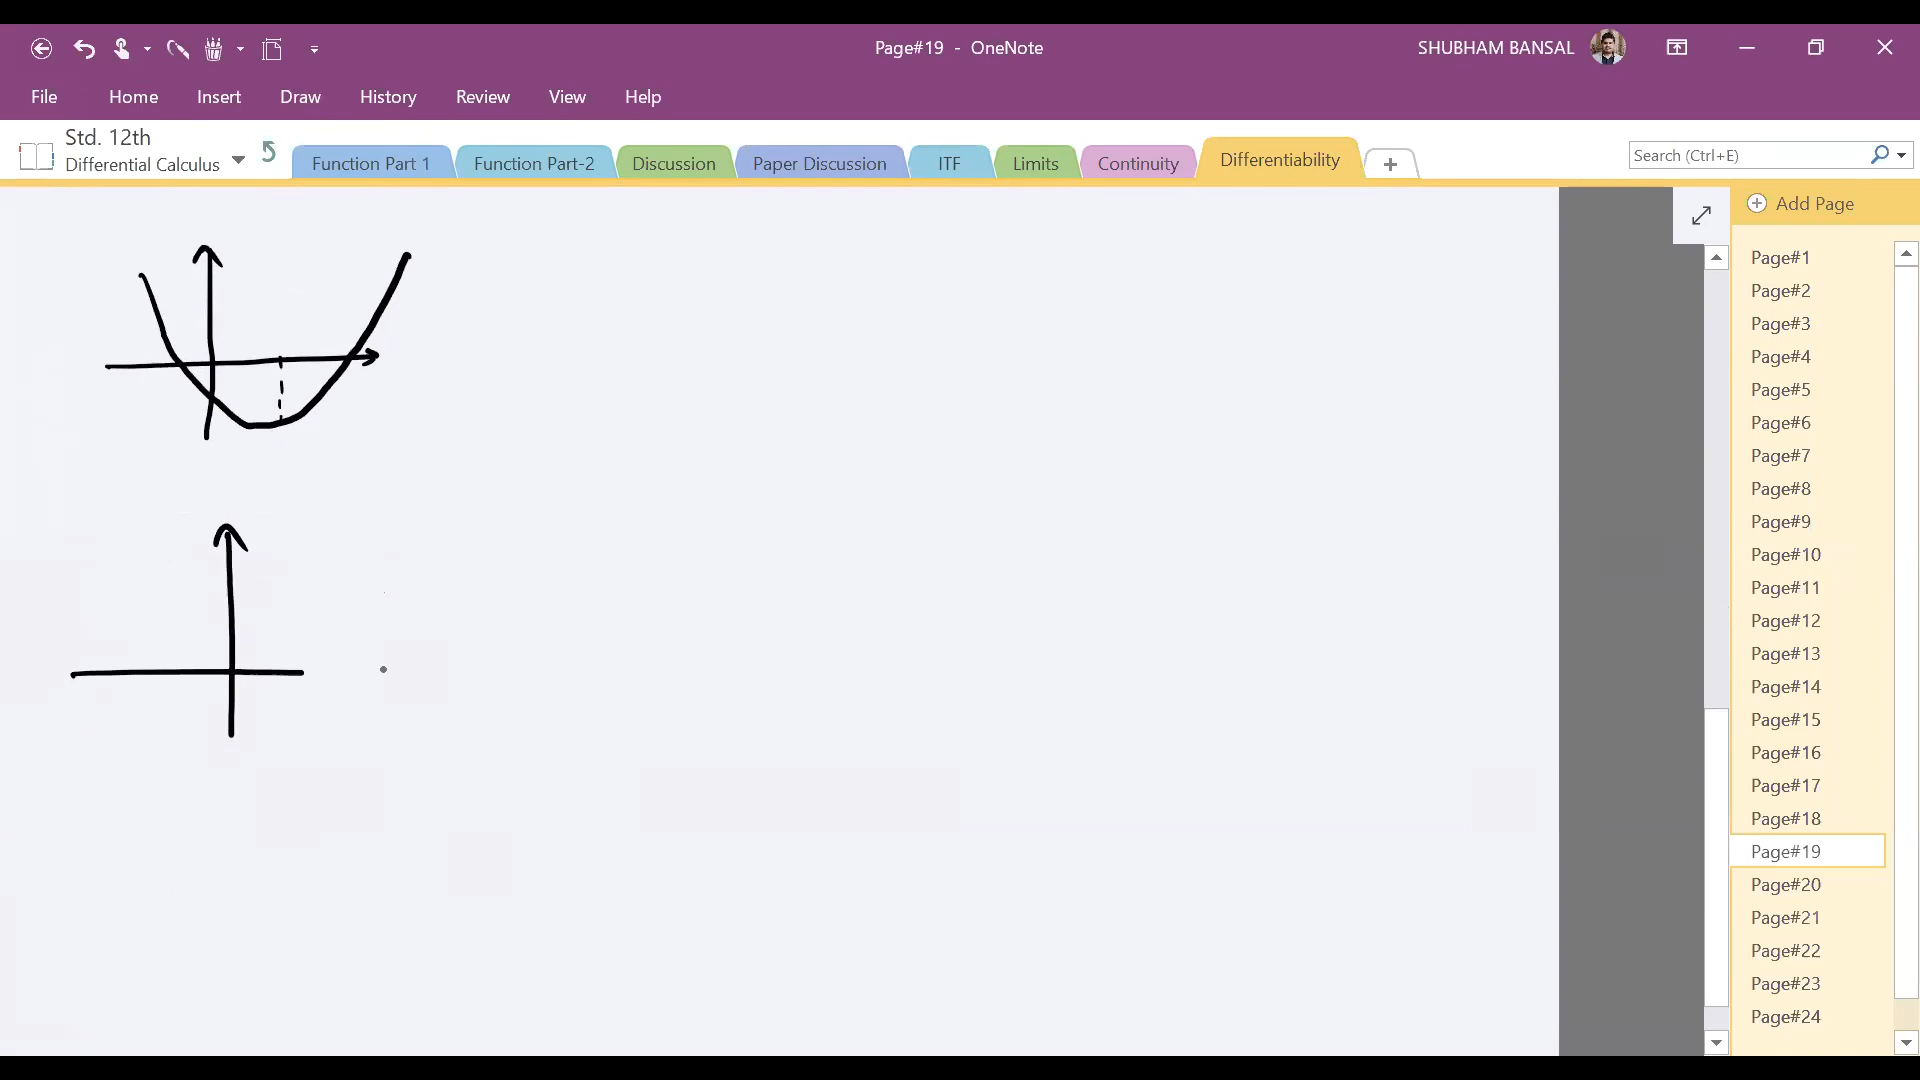 Page#19 - OneNote
SHUBHAM BANSAL
File Home Insert Draw History Review View Help
Std. 12th
Differential Calculus
Function Part 1 Function Part-2 Discussion Paper Discussion ITF Limits Continuity Differentiability
Search (Ctrl+E)
Add Page
Page#1
Page#2
Page#3
Page#4
Page#5
Page#6
Page#7
Page#8
Page#9
Page#10
Page#11
Page#12
Page#13
Page#14
Page#15
Page#16
Page#17
Page#18
Page#19
Page#20
Page#21
Page#22
Page#23
Page#24